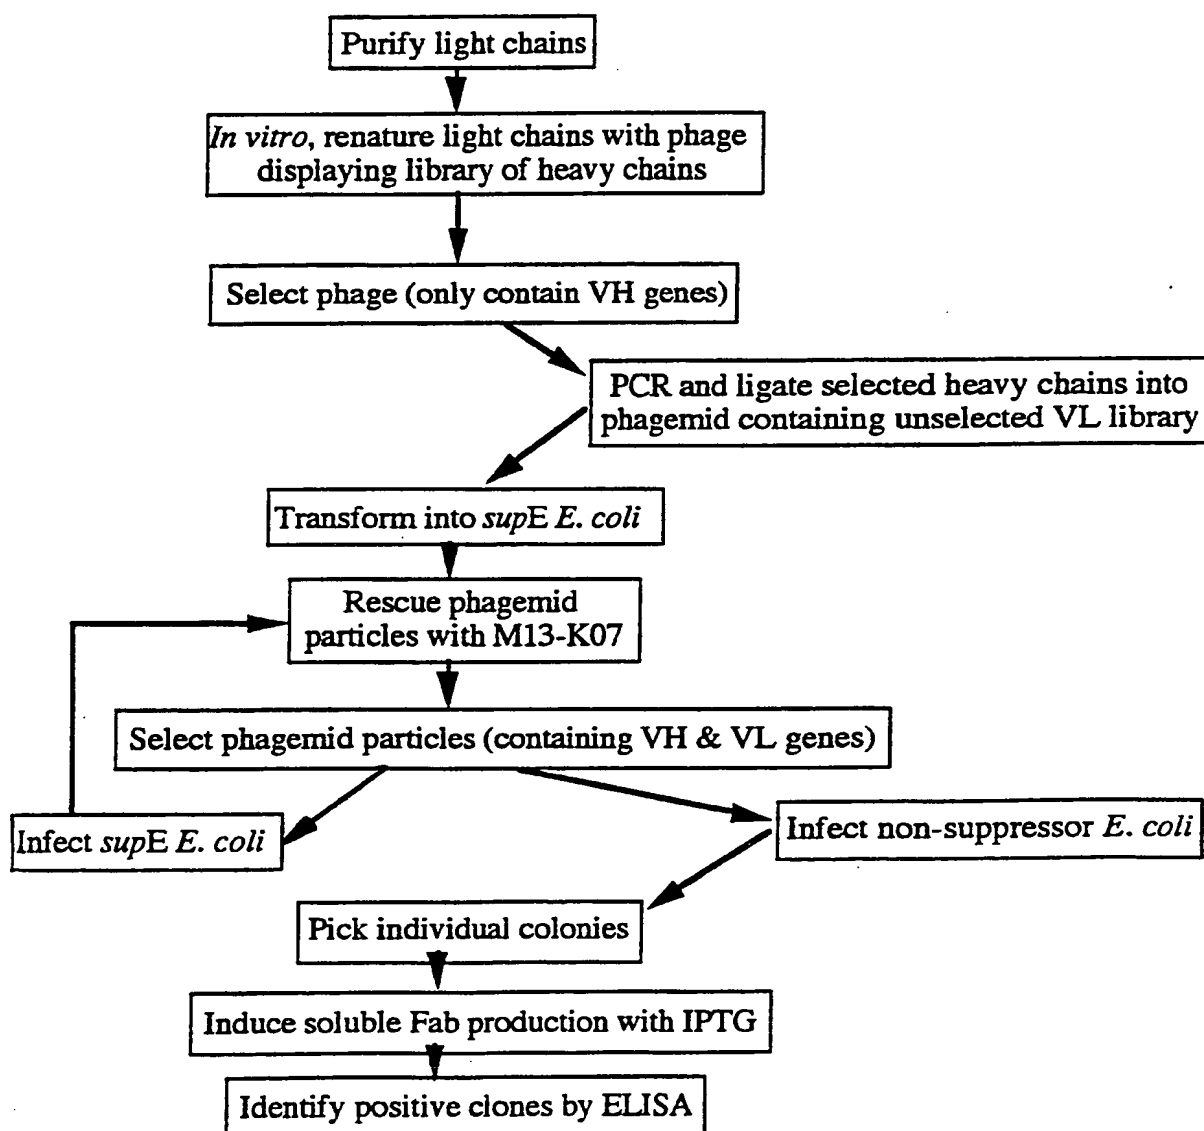 Purify light chains
In vitro, renature light chains with phage
displaying library of heavy chains
Select phage (only contain VH genes)
PCR and ligate selected heavy chains into
phagemid containing unselected VL library
Transform into supE E. coli
Rescue phagemid
particles with M13-K07
Select phagemid particles (containing VH & VL genes)
Infect supE E. coli
Infect non-suppressor E. coli
Pick individual colonies
Induce soluble Fab production with IPTG
Identify positive clones by ELISA